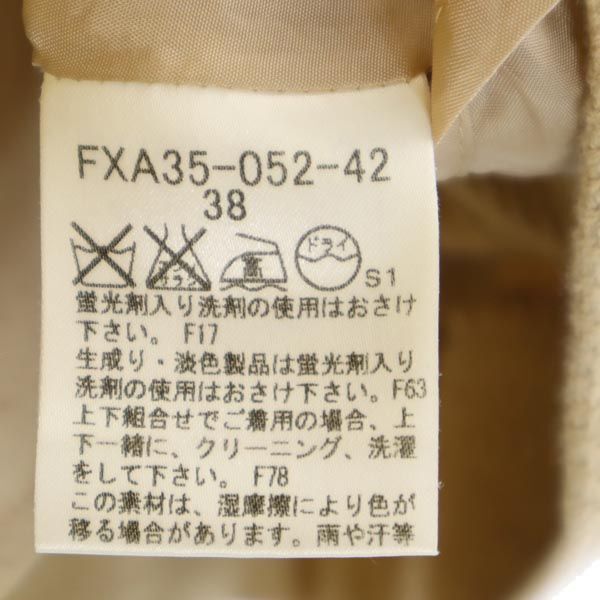 FXA35-052-42
38
ドライ
高
S1
蛍光剤入り洗剤の使用はおさけ
下さい。 F17
生成り・淡色製品は蛍光剤入り
洗剤の使用はおさけ下さい。F63
上下組合せでご着用の場合、上
下一緒に、クリーニング、洗濯
をして下さい。 F78
この素材は、湿摩擦により色が
移る場合があります。雨や汗等